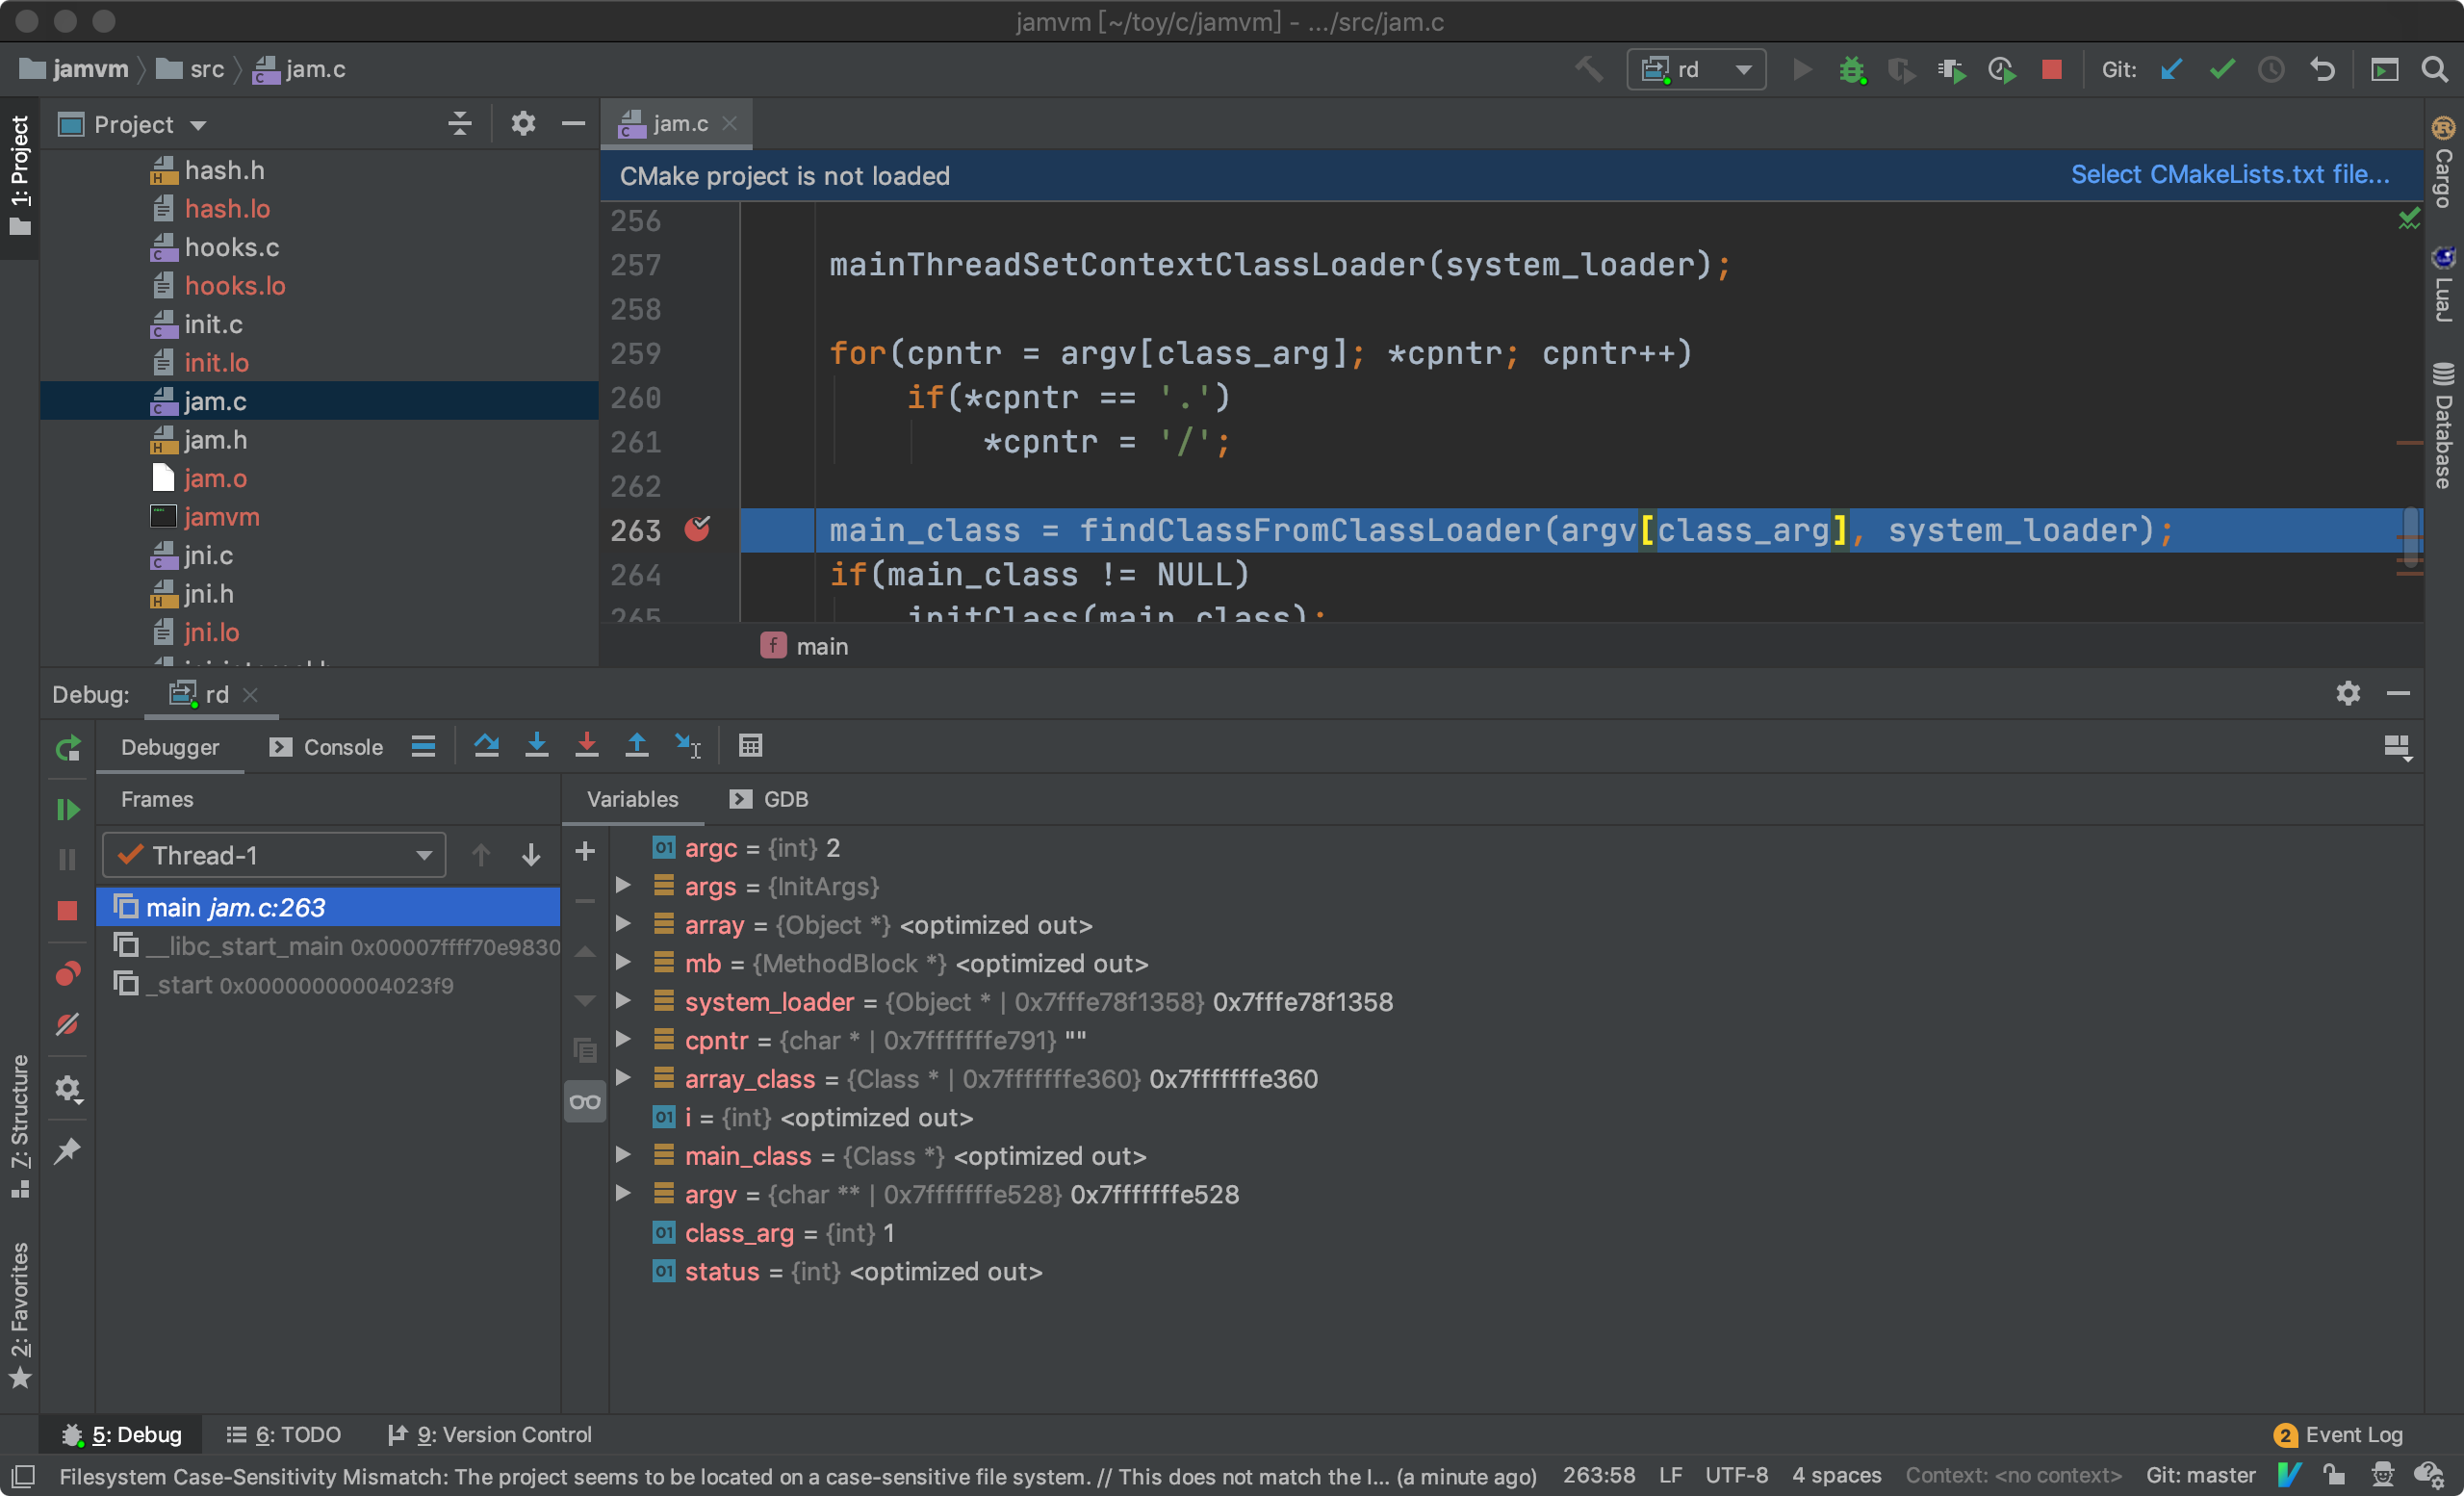 jamvm [~/toy/c/jamvm] - .../src/jam.c
jamvm src jam.c
rd
Git:
1: Project
Project
jam.c
Cargo
LuaJ
Database
CMake project is not loaded
Select CMakeLists.txt file...
hash.h
hash.lo
hooks.c
hooks.lo
init.c
init.lo
jam.c
jam.h
jam.o
jamvm
jni.c
jni.h
jni.lo
256
257 mainThreadSetContextClassLoader(system_loader);
258
259 for(cpntr = argv[class_arg]; *cpntr; cpntr++)
260 if(*cpntr == '.')
261 *cpntr = '/';
262
263 main_class = findClassFromClassLoader(argv[class_arg], system_loader);
264 if(main_class != NULL)
265 initClass(main_class);
f main
Debug: rd
Debugger
Console
Frames
Variables
GDB
Thread-1
main jam.c:263
__libc_start_main 0x00007ffff70e9830
_start 0x00000000004023f9
argc = {int} 2
args = {InitArgs}
array = {Object *} <optimized out>
mb = {MethodBlock *} <optimized out>
system_loader = {Object * | 0x7fffe78f1358} 0x7fffe78f1358
cpntr = {char * | 0x7fffffffe791} ""
array_class = {Class * | 0x7fffffffe360} 0x7fffffffe360
i = {int} <optimized out>
main_class = {Class *} <optimized out>
argv = {char ** | 0x7fffffffe528} 0x7fffffffe528
class_arg = {int} 1
status = {int} <optimized out>
Z: Structure
2: Favorites
5: Debug
6: TODO
9: Version Control
2 Event Log
Filesystem Case-Sensitivity Mismatch: The project seems to be located on a case-sensitive file system. // This does not match the I... (a minute ago)
263:58 LF UTF-8 4 spaces Context: <no context> Git: master